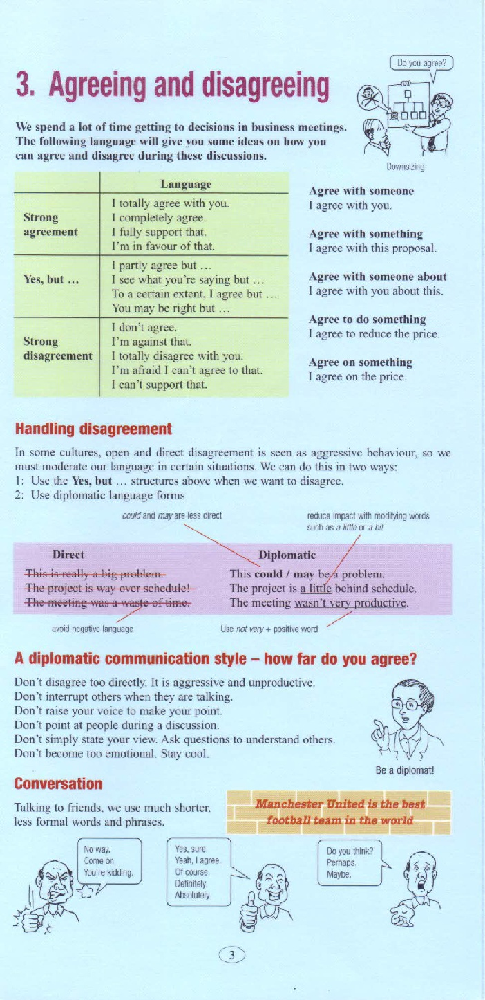 Do you agree?
3. Agreeing and disagreeing
We spend a lot of time getting to decisions in business meetings.
The following language will give you some ideas on how you
can agree and disagree during these discussions.
Downsizing
Language
Strong
agreement
I totally agree with you.
I completely agree.
I fully support that.
I'm in favour of that.
Yes, but ...
I partly agree but ...
I see what you're saying but ...
To a certain extent, I agree but ...
You may be right but ...
Strong
disagreement
I don't agree.
I'm against that.
I totally disagree with you.
I'm afraid I can't agree to that.
I can't support that.
Agree with someone
I agree with you.
Agree with something
I agree with this proposal.
Agree with someone about
I agree with you about this.
Agree to do something
I agree to reduce the price.
Agree on something
I agree on the price.
Handling disagreement
In some cultures, open and direct disagreement is seen as aggressive behaviour, so we
must moderate our language in certain situations. We can do this in two ways:
1: Use the Yes, but ... structures above when we want to disagree.
2: Use diplomatic language forms
could and may are less direct
reduce impact with modifying words
such as a little or a bit
Direct
This is really a big problem.
The project is way over schedule!
The meeting was a waste of time.
Diplomatic
This could / may be a problem.
The project is a little behind schedule.
The meeting wasn't very productive.
avoid negative language
Use not very + positive word
A diplomatic communication style – how far do you agree?
Don't disagree too directly. It is aggressive and unproductive.
Don't interrupt others when they are talking.
Don't raise your voice to make your point.
Don't point at people during a discussion.
Don't simply state your view. Ask questions to understand others.
Don't become too emotional. Stay cool.
Be a diplomat!
Conversation
Talking to friends, we use much shorter,
less formal words and phrases.
Manchester United is the best
football team in the world
No way.
Come on.
You're kidding.
Yes, sure.
Yeah, I agree.
Of course.
Definitely.
Absolutely.
Do you think?
Perhaps.
Maybe.
3